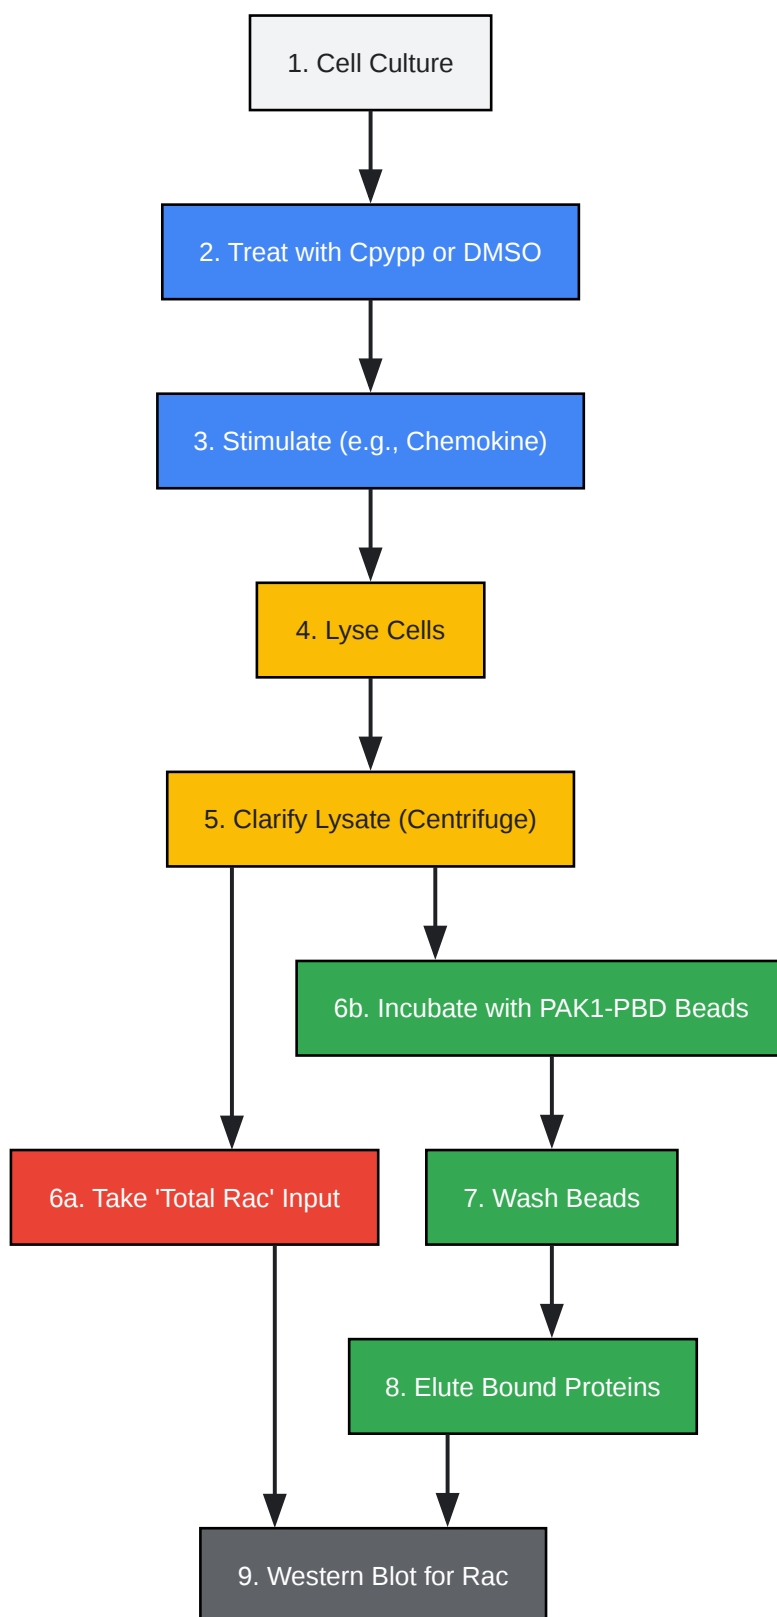 1. Cell Culture
2. Treat with Cpypp or DMSO
3. Stimulate (e.g., Chemokine)
4. Lyse Cells
5. Clarify Lysate (Centrifuge)
6b. Incubate with PAK1-PBD Beads
6a. Take 'Total Rac' Input
7. Wash Beads
8. Elute Bound Proteins
9. Western Blot for Rac